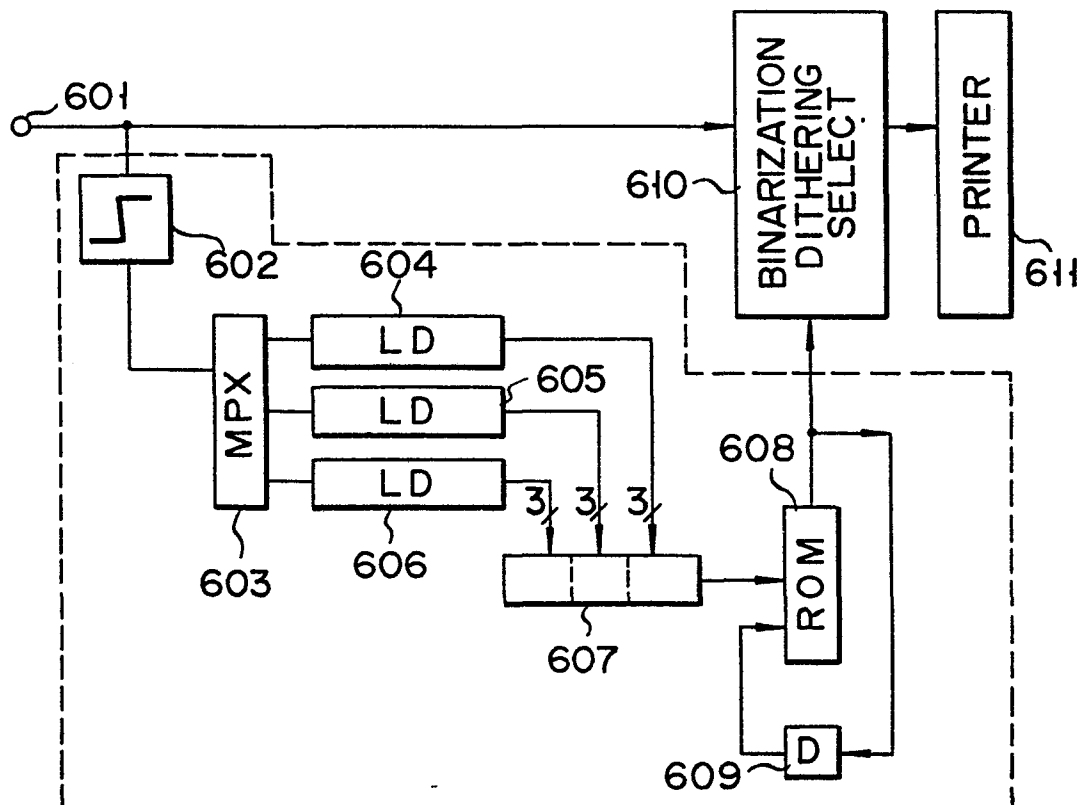 601
602
BINARIZATION
DITHERING
SELECT
610
PRINTER
611
604
LD
605
LD
LD
606
MPX
603
3
3
3
607
608
ROM
D
609